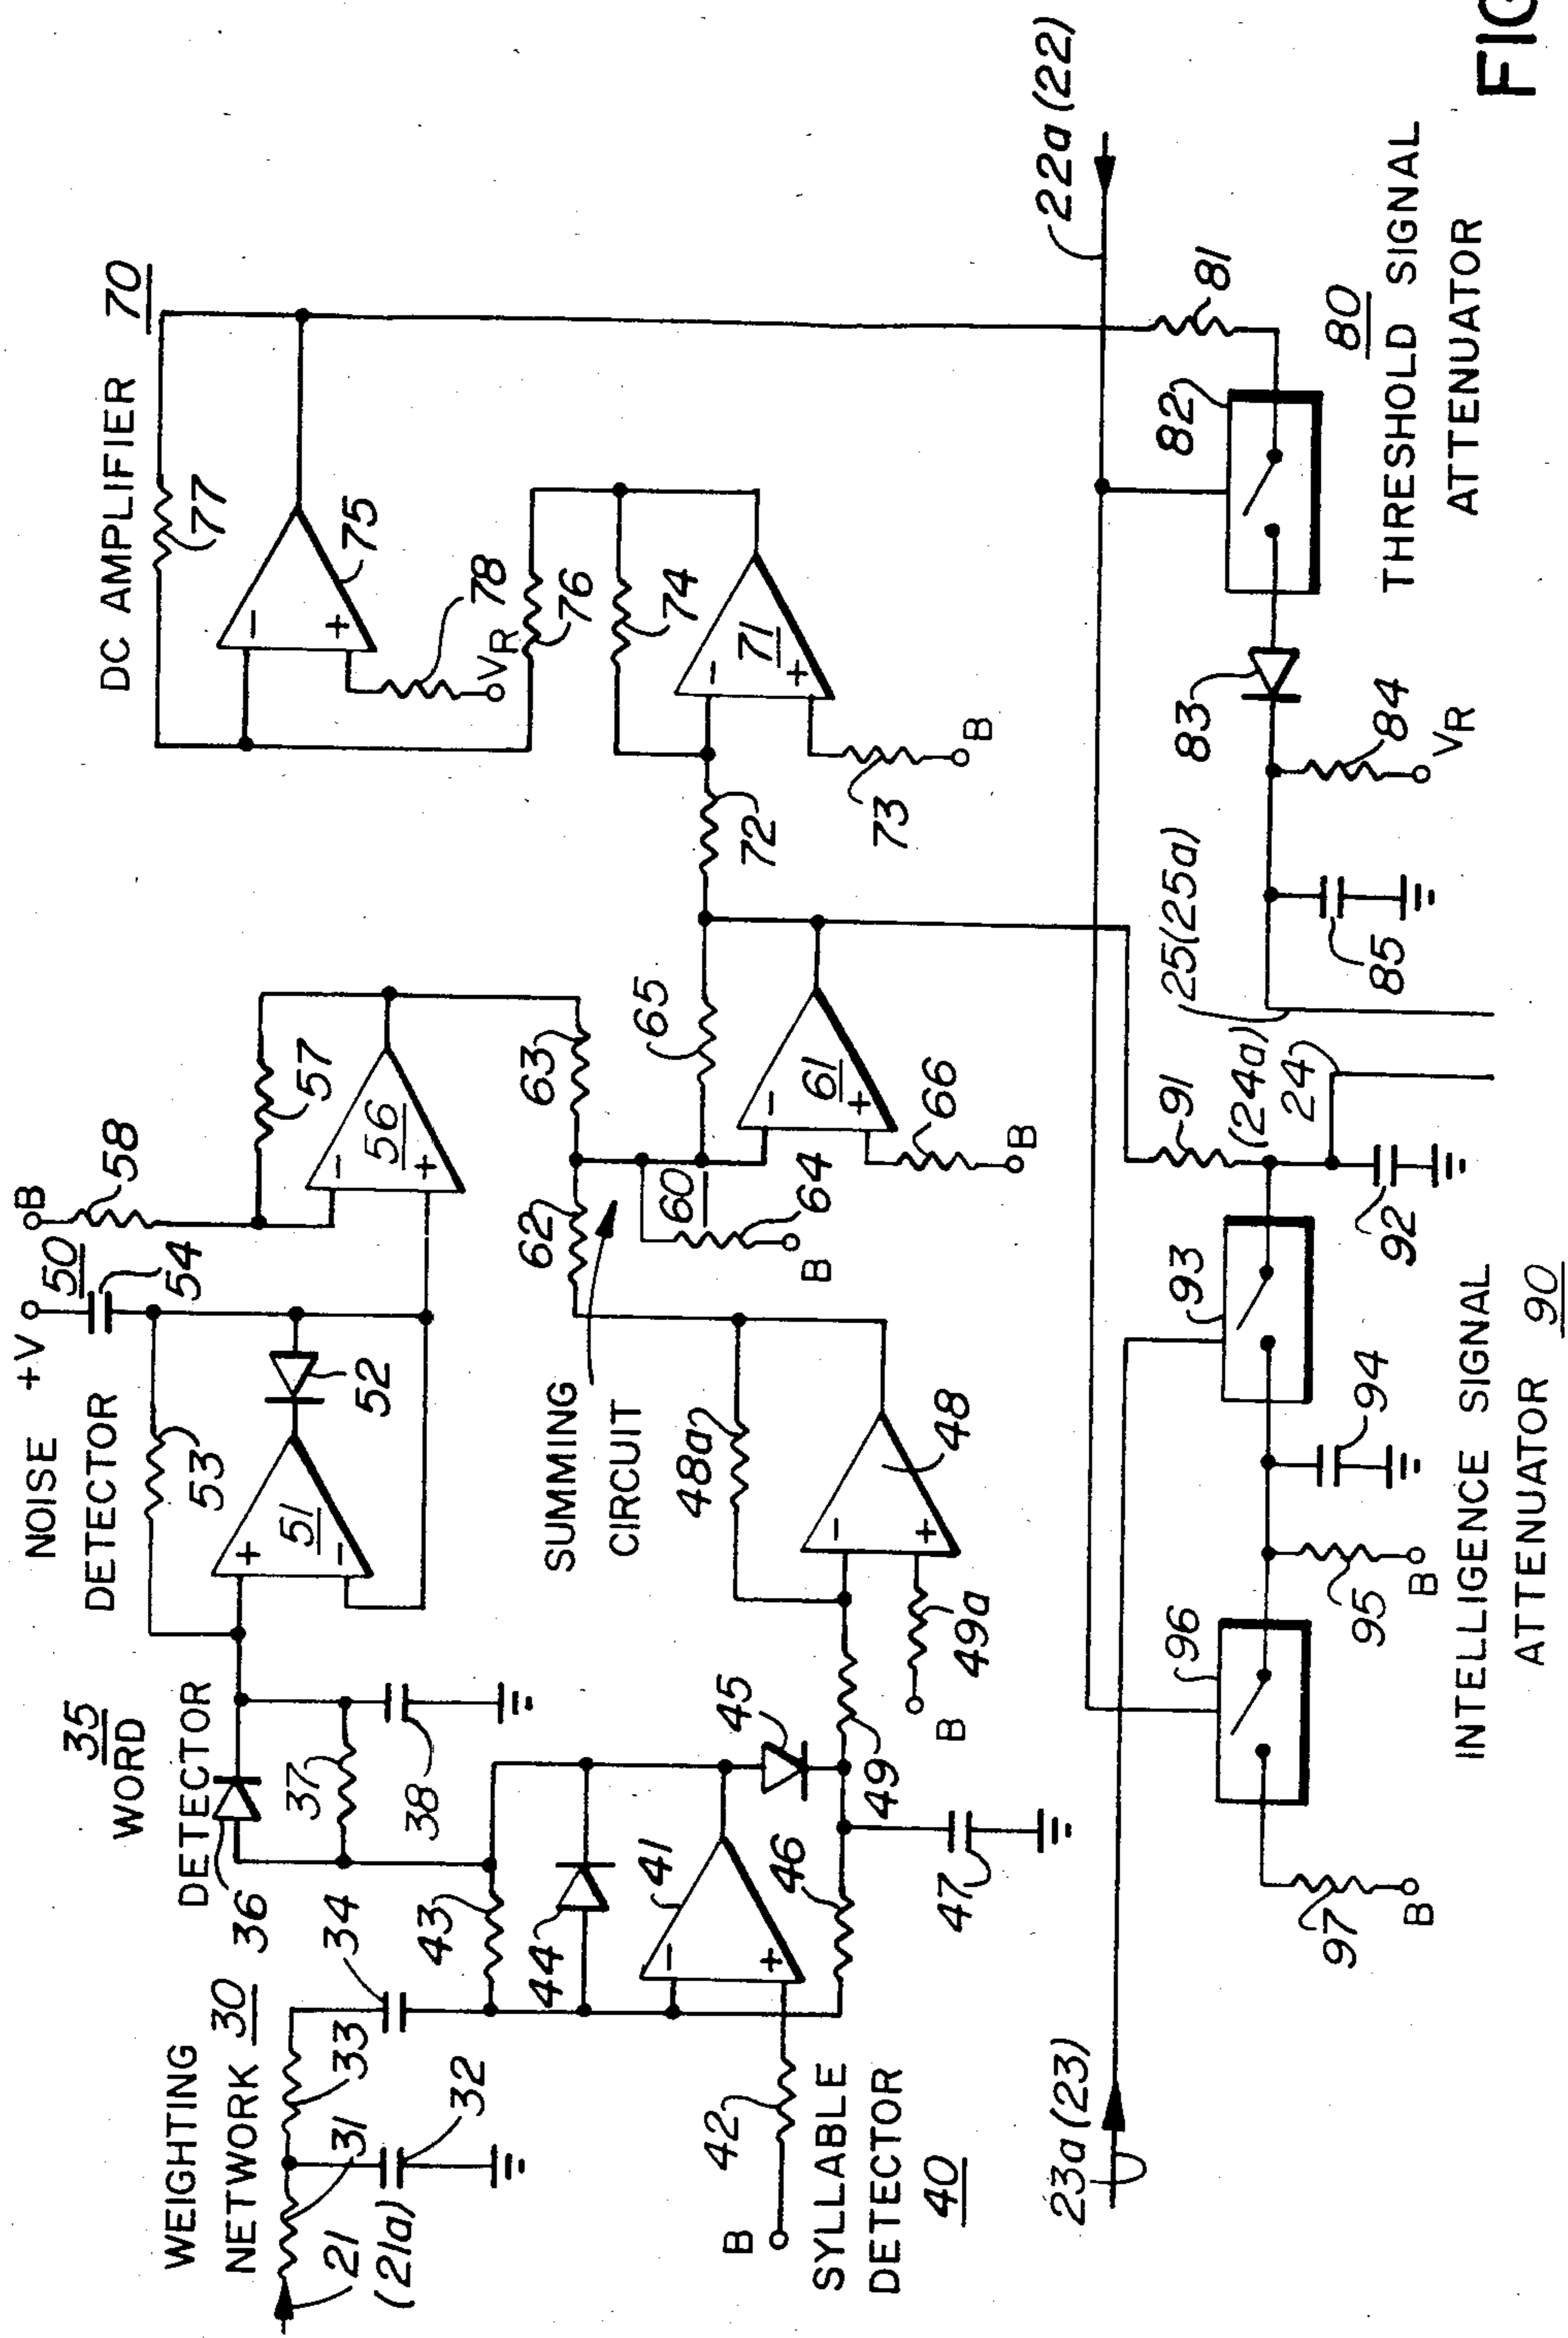 WEIGHTING
NETWORK 30
21
(21a)
31
32
33
34
35
WORD
DETECTOR
36
37
38
NOISE
DETECTOR
50
+V
54
53
51
52
B
58
57
56
DC AMPLIFIER 70
77
75
78
VR
76
74
71
72
73
B
SYLLABLE
DETECTOR
40
B
42
43
44
41
45
46
47
49
49a
B
48a
48
SUMMING
CIRCUIT
62
63
60
64
B
65
61
66
B
23a (23)
22a (22)
97
B
96
95
B
94
93
92
91
(24a)
24
25(25a)
85
84
VR
83
82
81
INTELLIGENCE SIGNAL
ATTENUATOR 90
80
THRESHOLD SIGNAL
ATTENUATOR
FIG